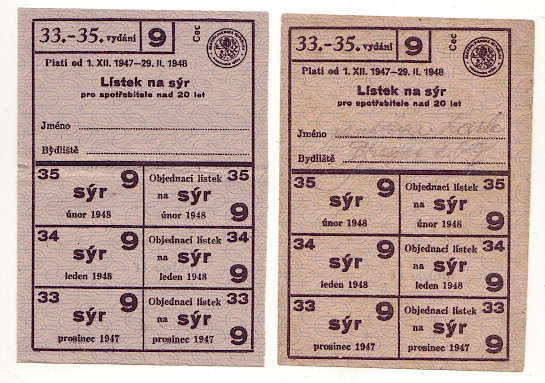 33.-35. vydání 9 Cec
Platí od 1. XII. 1947—29. II. 1948
Lístek na sýr
pro spotřebitele nad 20 let
Jméno
Bydliště
35 sýr 9
únor 1948
Objednací lístek 35
na sýr 9
únor 1948
34 sýr 9
leden 1948
Objednací lístek 34
na sýr 9
leden 1948
33 sýr 9
prosinec 1947
Objednací lístek 33
na sýr 9
prosinec 1947
33.-35. vydání 9 Cec
Platí od 1. XII. 1947—29. II. 1948
Lístek na sýr
pro spotřebitele nad 20 let
Jméno
Bydliště
35 sýr 9
únor 1948
Objednací lístek 35
na sýr 9
únor 1948
34 sýr 9
leden 1948
Objednací lístek 34
na sýr 9
leden 1948
33 sýr 9
prosinec 1947
Objednací lístek 33
na sýr 9
prosinec 1947